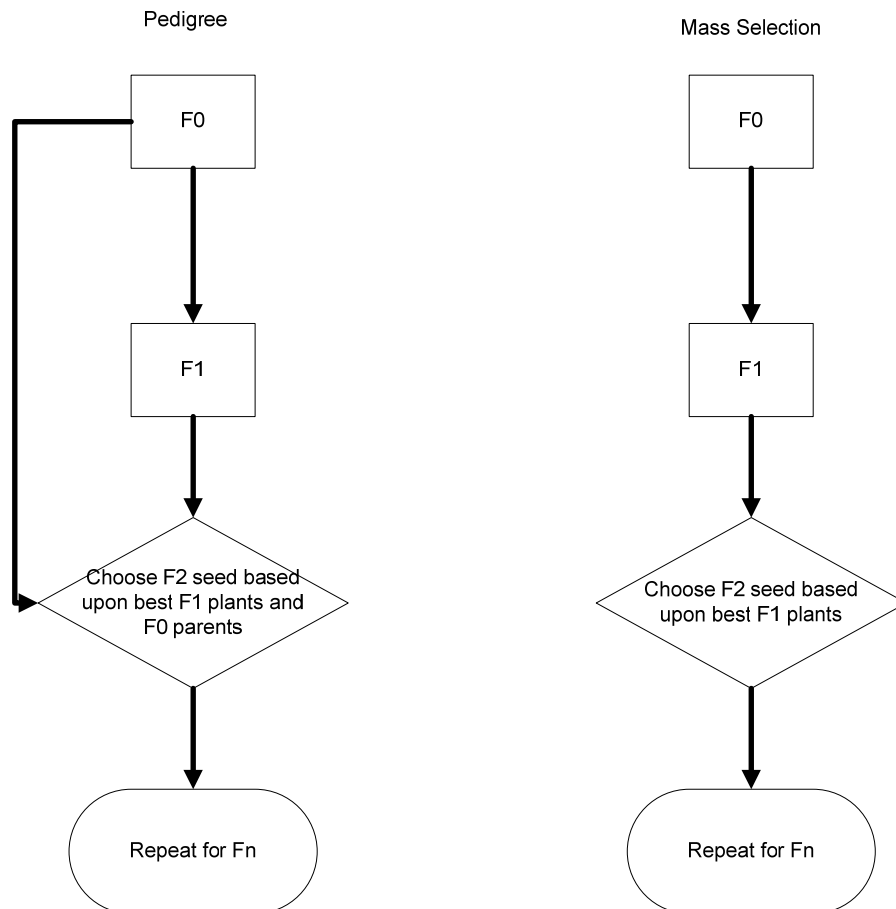 Pedigree
F0
F1
Choose F2 seed based
upon best F1 plants and
F0 parents
Repeat for Fn
Mass Selection
F0
F1
Choose F2 seed based
upon best F1 plants
Repeat for Fn